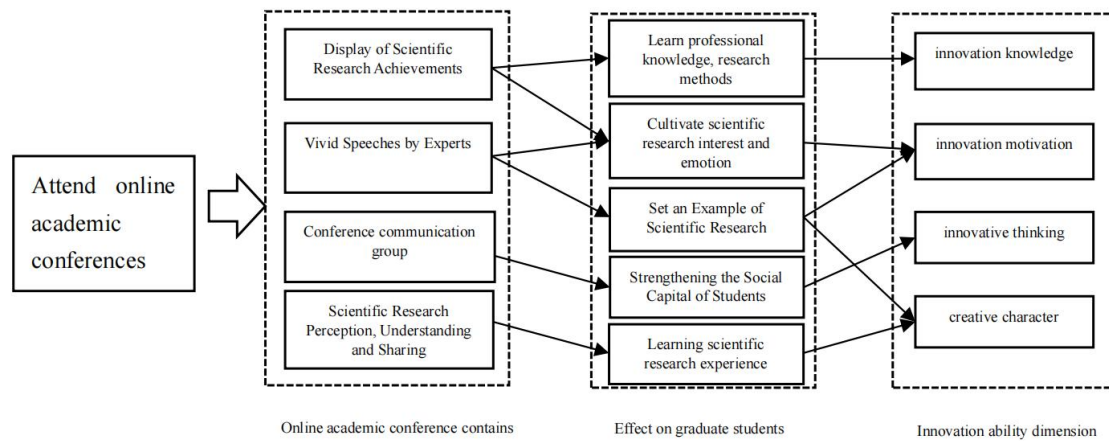 Attend online
academic
conferences
Display of Scientific
Research Achievements
Vivid Speeches by Experts
Conference communication
group
Scientific Research
Perception, Understanding
and Sharing
Online academic conference contains
Learn professional
knowledge, research
methods
Cultivate scientific
research interest and
emotion
Set an Example of
Scientific Research
Strengthening the Social
Capital of Students
Learning scientific
research experience
Effect on graduate students
innovation knowledge
innovation motivation
innovative thinking
creative character
Innovation ability dimension